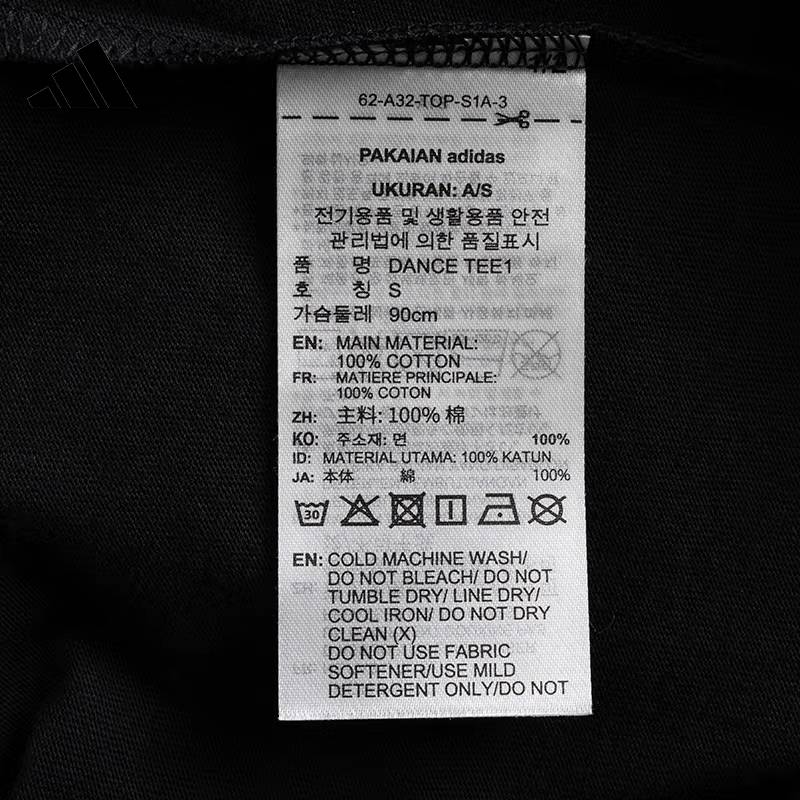 1/2
62-A32-TOP-S1A-3
PAKAIAN adidas
UKURAN: A/S
전기용품 및 생활용품 안전
관리법에 의한 품질표시
품 명 DANCE TEE1
호 칭 S
가슴둘레 90cm
EN: MAIN MATERIAL:
100% COTTON
FR: MATIERE PRINCIPALE:
100% COTON
ZH: 主料: 100% 棉
KO: 주소재: 면 100%
ID: MATERIAL UTAMA: 100% KATUN
JA: 本体 綿 100%
30
EN: COLD MACHINE WASH/
DO NOT BLEACH/ DO NOT
TUMBLE DRY/ LINE DRY/
COOL IRON/ DO NOT DRY
CLEAN (X)
DO NOT USE FABRIC
SOFTENER/USE MILD
DETERGENT ONLY/DO NOT